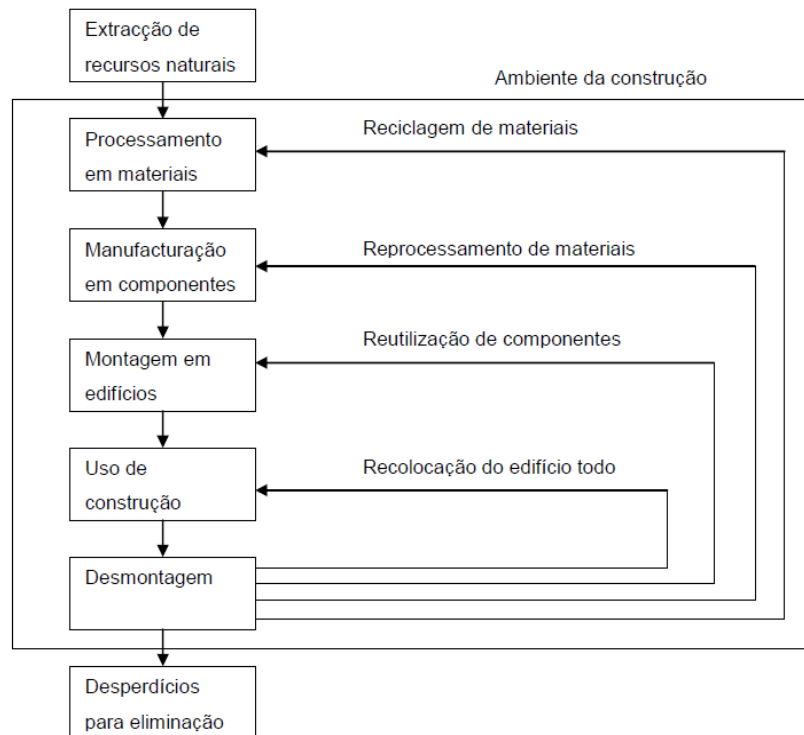 Extracção de
recursos naturais
Ambiente da construção
Processamento
em materiais
Reciclagem de materiais
Manufacturação
em componentes
Reprocessamento de materiais
Montagem em
edifícios
Reutilização de componentes
Uso de
construção
Recolocação do edifício todo
Desmontagem
Desperdícios
para eliminação